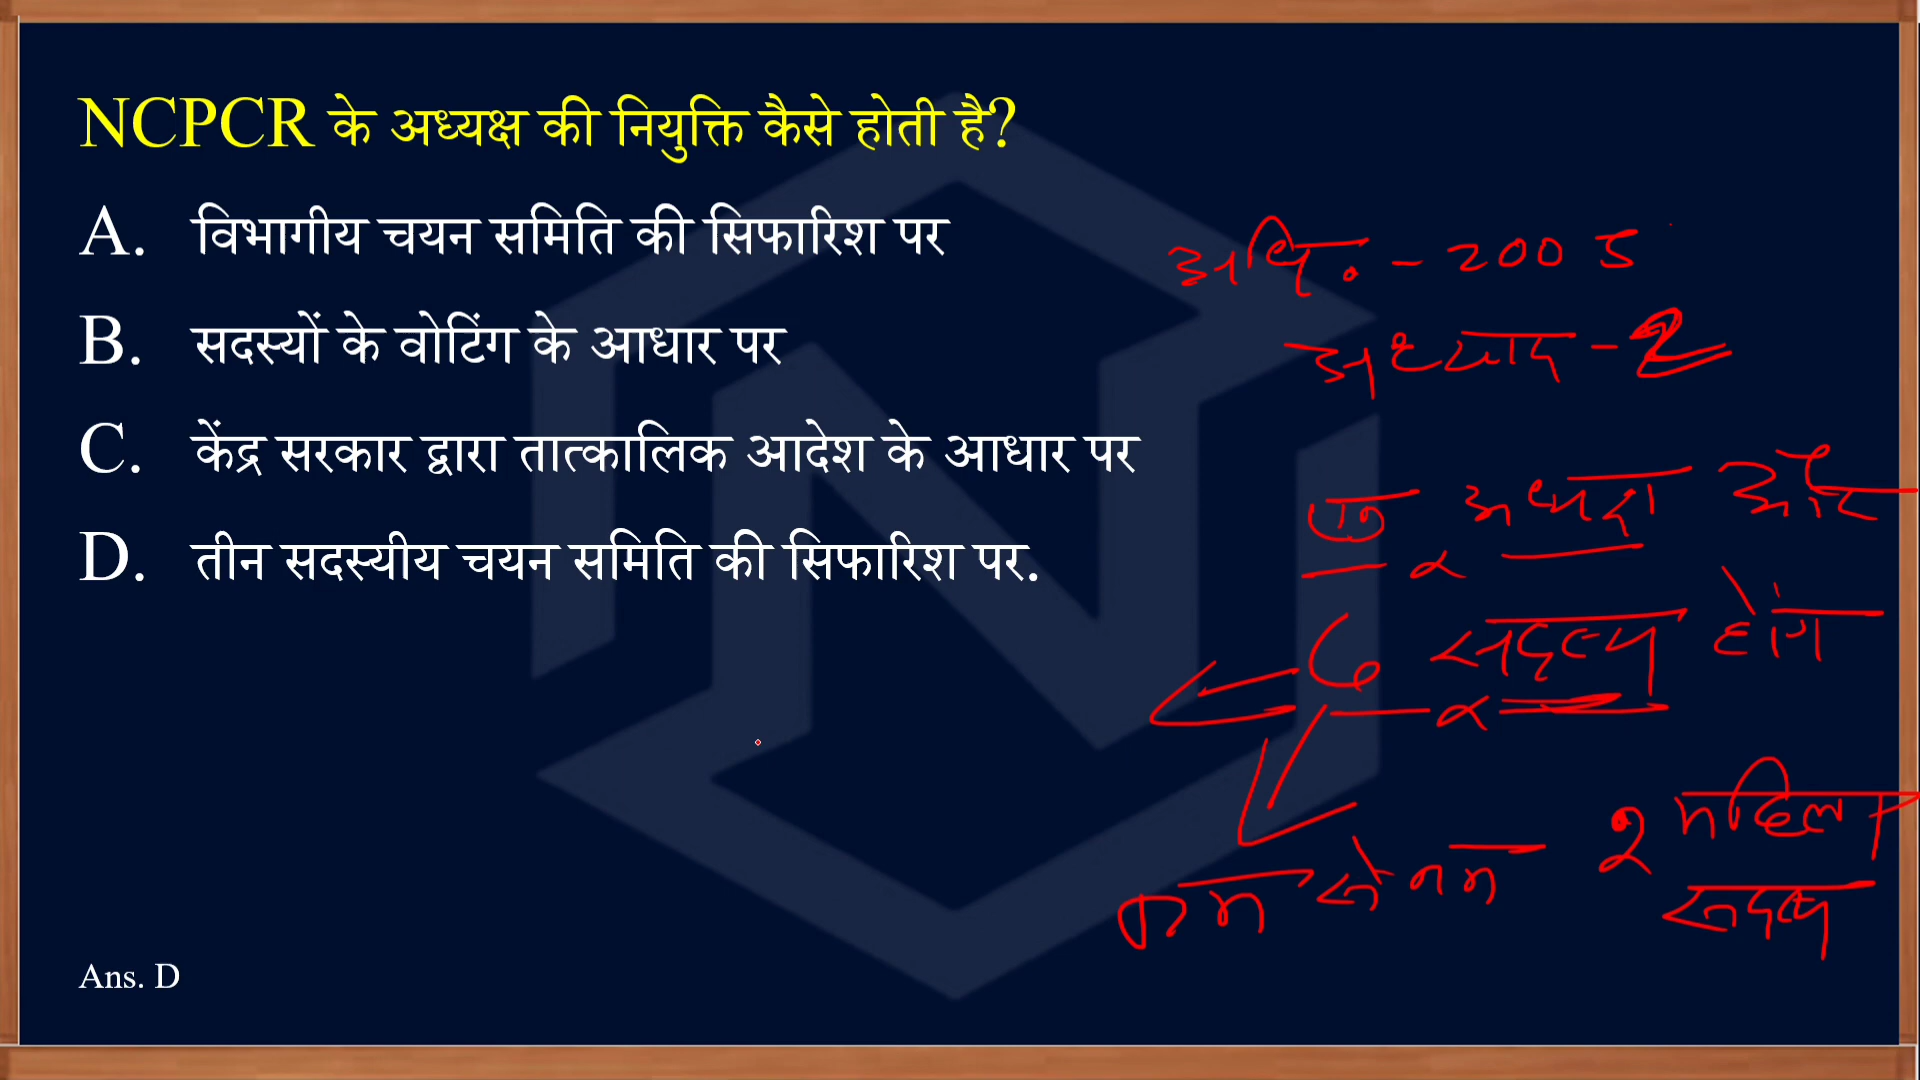 NCPCR के अध्यक्ष की नियुक्ति कैसे होती है?
A. विभागीय चयन समिति की सिफारिश पर
B. सदस्यों के वोटिंग के आधार पर
C. केंद्र सरकार द्वारा तात्कालिक आदेश के आधार पर
D. तीन सदस्यीय चयन समिति की सिफारिश पर.
Ans. D
अधि॰ - 2005
अध्याय - 2
एक अध्यक्ष और
6 सदस्य होंगे
कम से कम 2 महिला
सदस्य